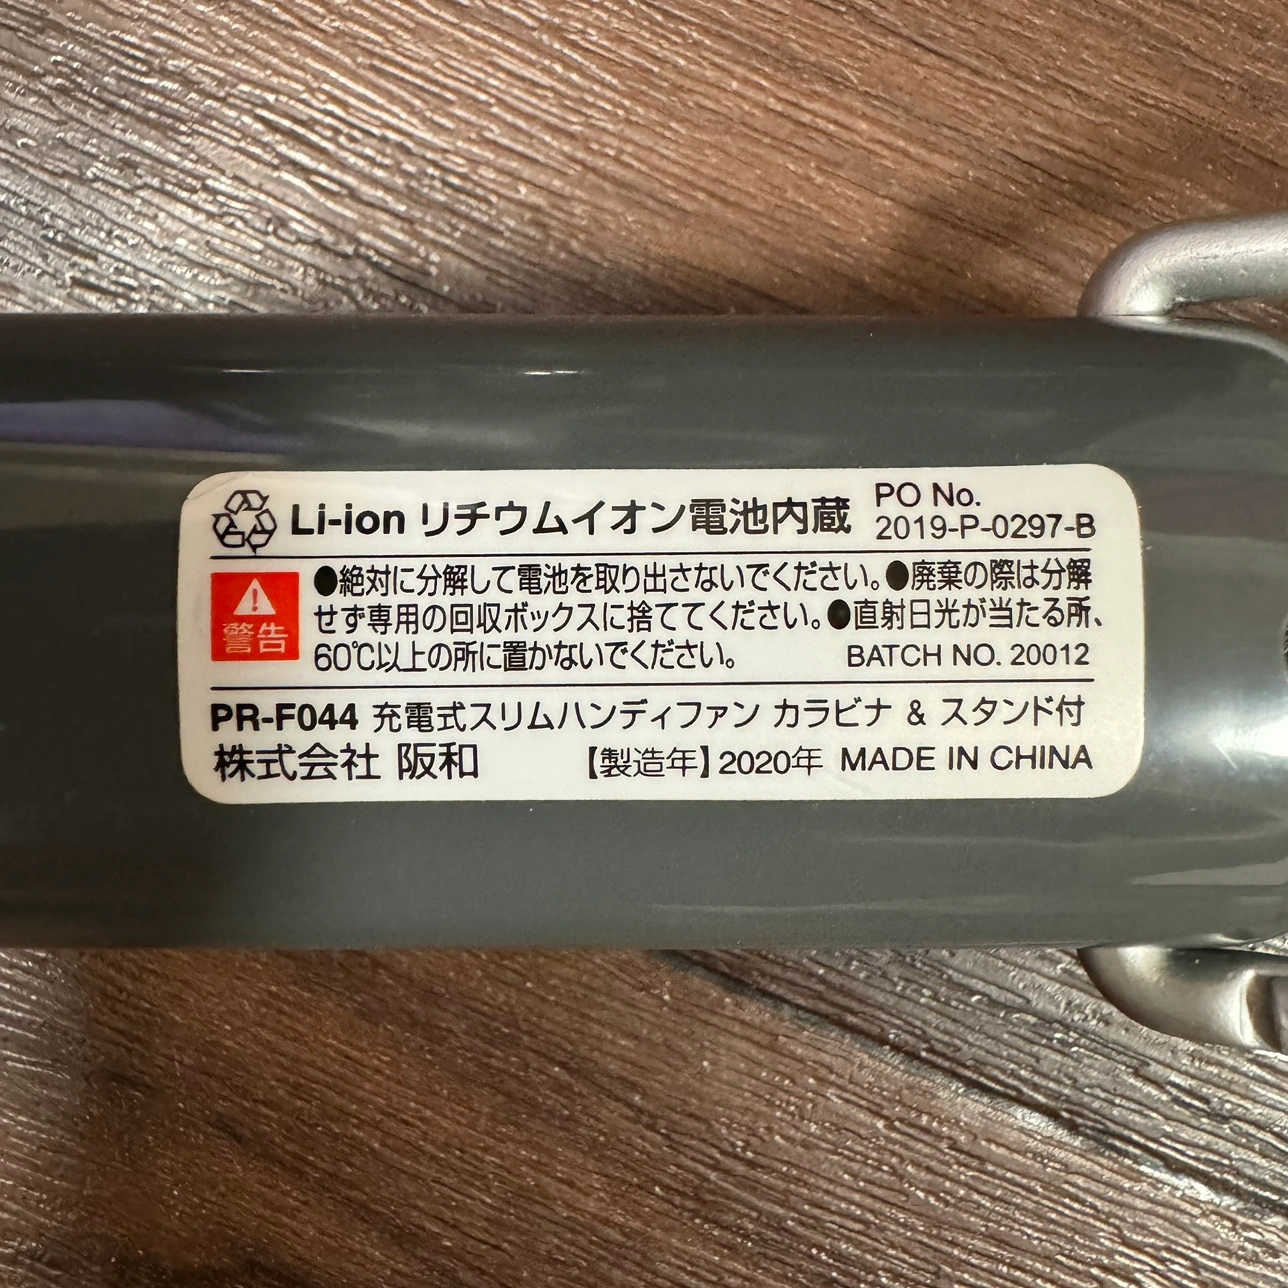 Li-ion リチウムイオン電池内蔵 PO No.
2019-P-0297-B
警告
●絶対に分解して電池を取り出さないでください。●廃棄の際は分解
せず専用の回収ボックスに捨ててください。●直射日光が当たる所、
60℃以上の所に置かないでください。 BATCH NO. 20012
PR-F044 充電式スリムハンディファン カラビナ & スタンド付
株式会社 阪和 【製造年】2020年 MADE IN CHINA